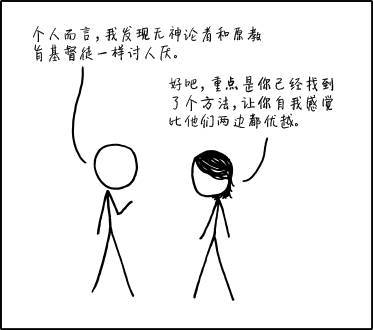 个人而言，我发现无神论者和原教
旨基督徒一样讨人厌。
好吧，重点是你已经找到
了个方法，让你自我感觉
比他们两边都优越。